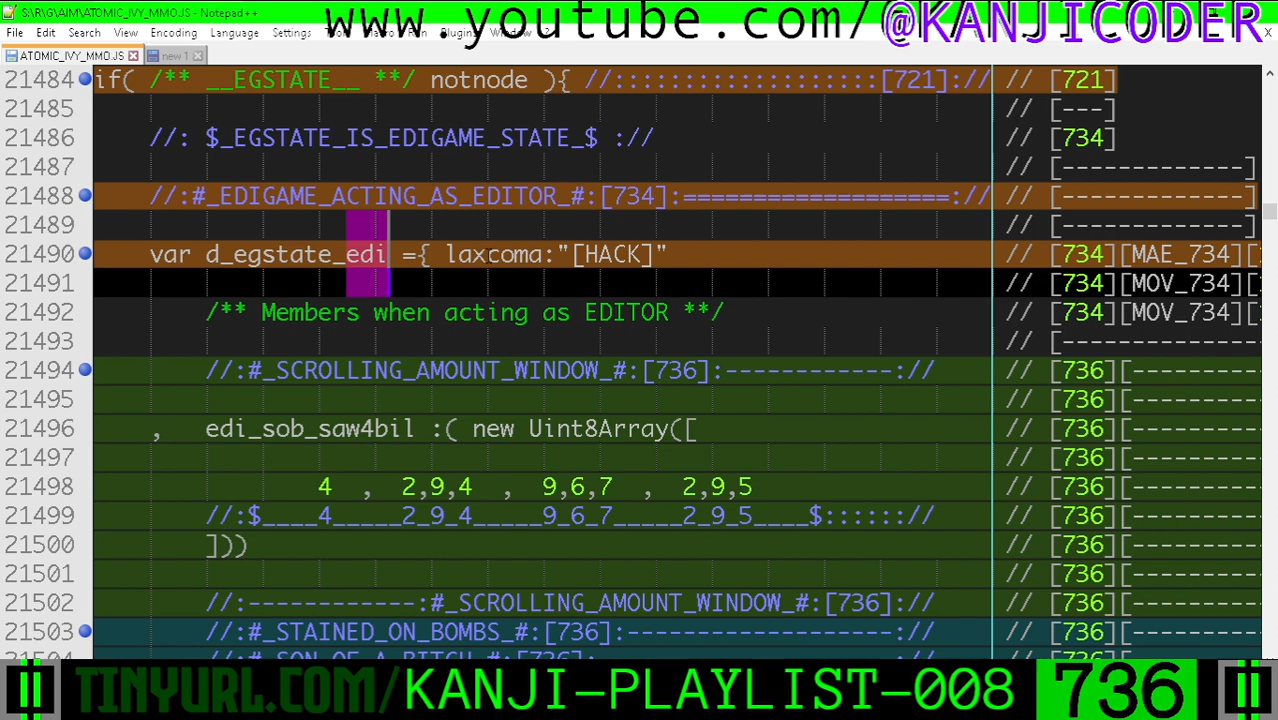 S:\R\G\AIM\ATOMIC_IVY_MMO.JS - Notepad++
www.youtube.com/@KANJICODER
File Edit Search View Encoding Language Settings Run
ATOMIC_IVY_MMO.JS new 1
21484 if( /** __EGSTATE__ **/ notnode ){ //:::::::::::::::::::[721]:// // [721]
21485 // [---]
21486 //: $_EGSTATE_IS_EDIGAME_STATE_$ :// // [734]
21487 // [-------------]
21488 //:#_EDIGAME_ACTING_AS_EDITOR_#:[734]:===================:// // [-------------]
21489 // [-------------]
21490 var d_egstate_edi ={ laxcoma:"[HACK]" // [734][MAE_734][
21491 // [734][MOV_734][
21492 /** Members when acting as EDITOR **/ // [734][MOV_734][
21493 // [-------------
21494 //:#_SCROLLING_AMOUNT_WINDOW_#:[736]:------------:// // [736][--------
21495 // [736][--------
21496 , edi_sob_saw4bil :( new Uint8Array([ // [736][--------
21497 // [736][--------
21498 4 , 2,9,4 , 9,6,7 , 2,9,5 // [736][--------
21499 //:$____4_____2_9_4_____9_6_7_____2_9_5____$::::::// // [736][--------
21500 ])) // [736][--------
21501 // [736][--------
21502 //:------------:#_SCROLLING_AMOUNT_WINDOW_#:[736]:// // [736][--------
21503 //:#_STAINED_ON_BOMBS_#:[736]:-------------------:// // [736][--------
//:#_SON_OF_A_BITCH_#:[736]:
TINYURL.COM/KANJI-PLAYLIST-008 736